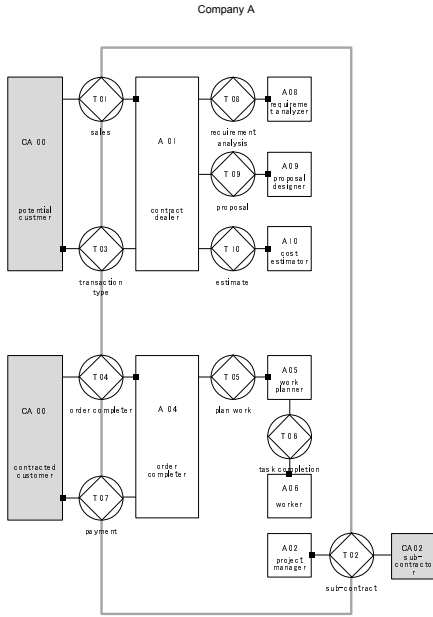 Company A
CA 00
potential
custmer
T 01
sales
A 01
contract
dealer
T 08
requirement
analysis
A 08
requireme
nt analyzer
T 09
proposal
A 09
proposal
designer
T 03
transaction
type
T 10
estimate
A 10
cost
estimator
CA 00
contracted
customer
T 04
order completer
A 04
order
completer
T 05
plan work
A 05
work
planner
T 06
task completion
A 06
worker
T 07
payment
A 02
project
manager
T 02
sub-contract
CA02
sub-
contracto
r